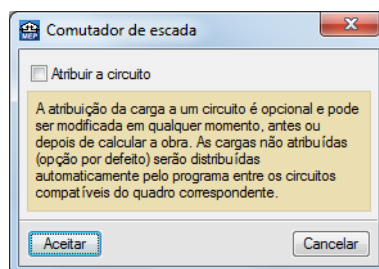 MEP
Comutador de escada
Atribuir a circuito
A atribuição da carga a um circuito é opcional e pode
ser modificada em qualquer momento, antes ou
depois de calcular a obra. As cargas não atribuídas
(opção por defeito) serão distribuídas
automaticamente pelo programa entre os circuitos
compatíveis do quadro correspondente.
Aceitar
Cancelar